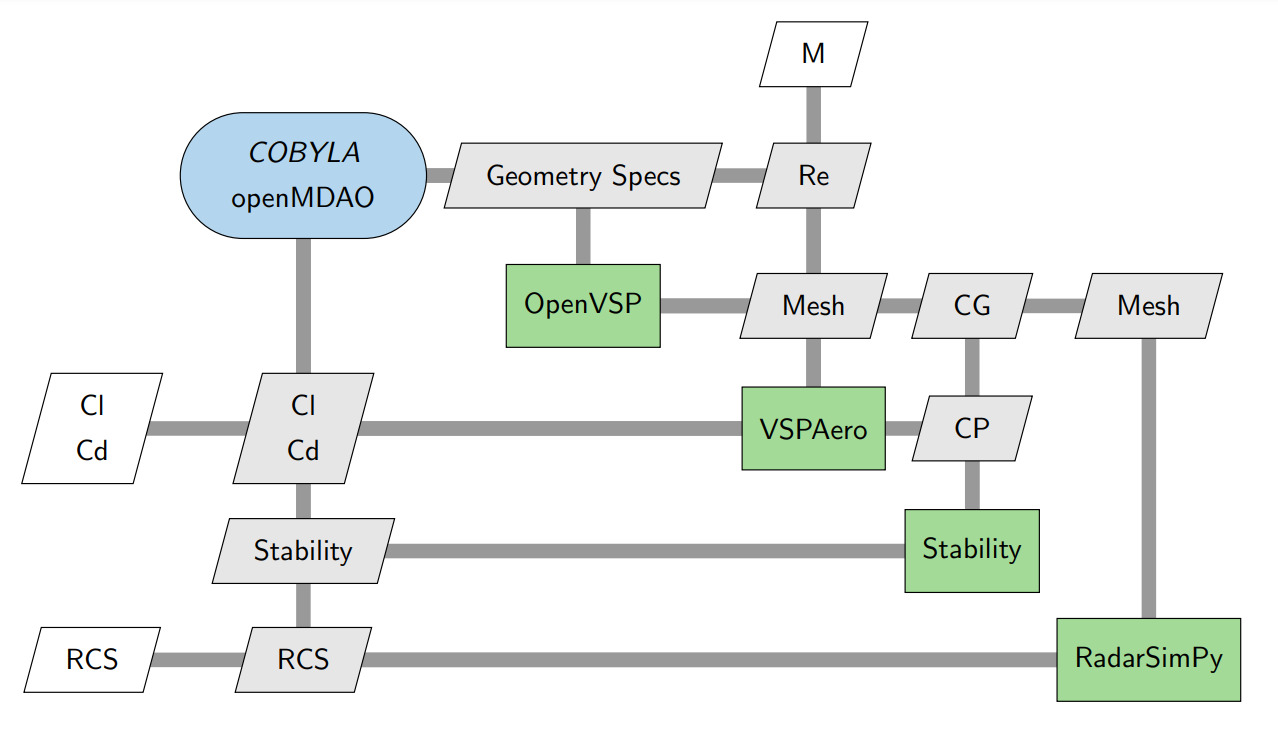 M
COBYLA
openMDAO
Geometry Specs
Re
OpenVSP
Mesh
CG
Mesh
Cl
Cd
Cl
Cd
VSPAero
CP
Stability
Stability
RCS
RCS
RadarSimPy